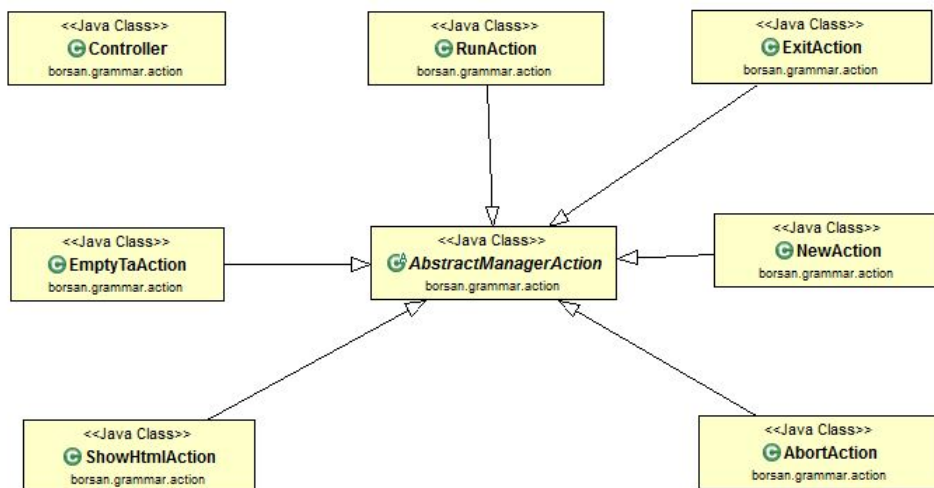 <<Java Class>>
Controller
borsan.grammar.action
<<Java Class>>
RunAction
borsan.grammar.action
<<Java Class>>
ExitAction
borsan.grammar.action
<<Java Class>>
EmptyTaAction
borsan.grammar.action
<<Java Class>>
AbstractManagerAction
borsan.grammar.action
<<Java Class>>
NewAction
borsan.grammar.action
<<Java Class>>
ShowHtmlAction
borsan.grammar.action
<<Java Class>>
AbortAction
borsan.grammar.action